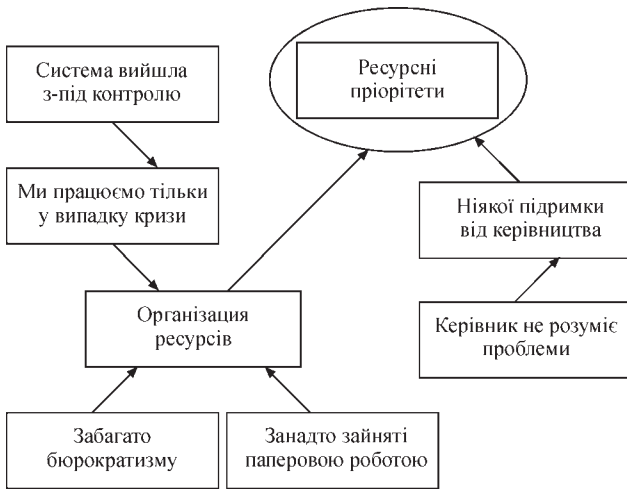 Система вийшла
з-під контролю
Ресурсні
пріорітети
Ми працюємо тільки
у випадку кризи
Ніякої підримки
від керівництва
Організация
ресурсів
Керівник не розуміє
проблеми
Забагато
бюрократизму
Занадто зайняті
паперовою роботою